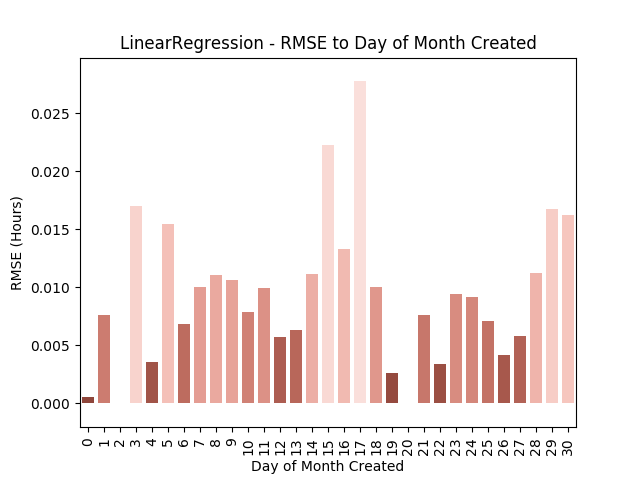 LinearRegression - RMSE to Day of Month Created
RMSE (Hours)
0.025
0.020
0.015
0.010
0.005
0.000
0 1 2 3 4 5 6 7 8 9 10 11 12 13 14 15 16 17 18 19 20 21 22 23 24 25 26 27 28 29 30
Day of Month Created